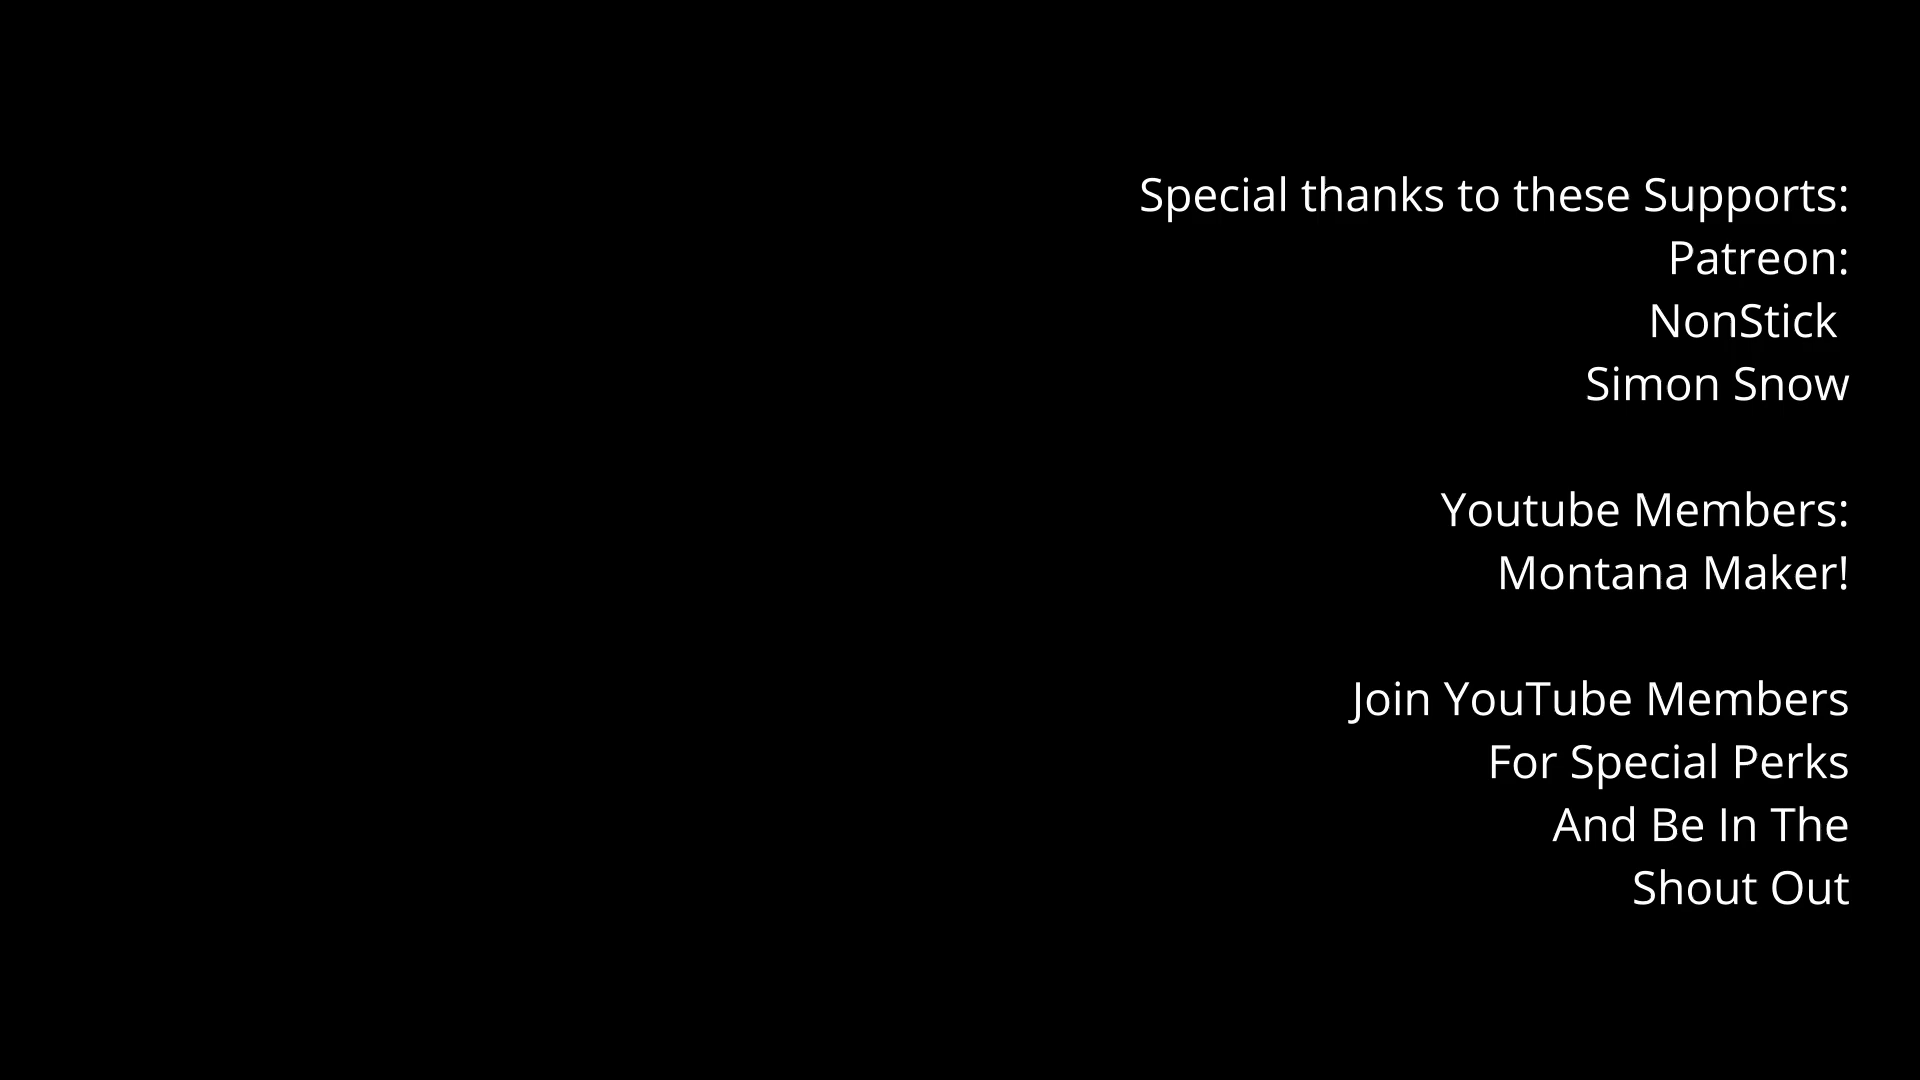 Special thanks to these Supports:
Patreon:
NonStick
Simon Snow
Youtube Members:
Montana Maker!
Join YouTube Members
For Special Perks
And Be In The
Shout Out